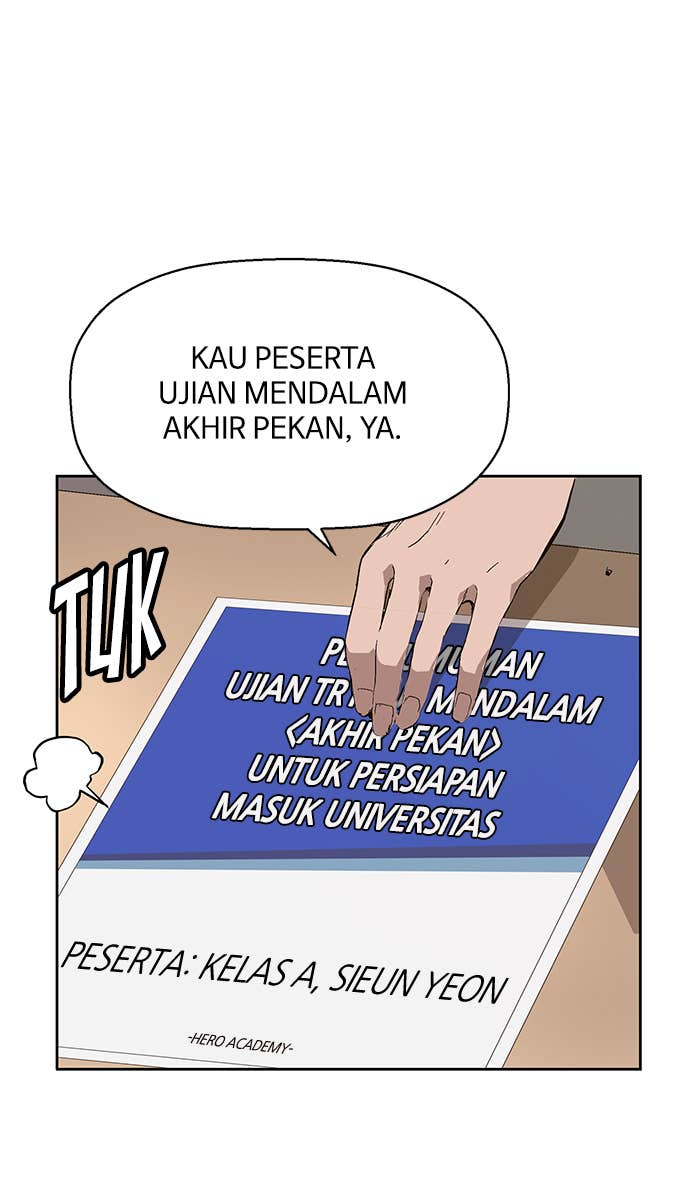 KAU PESERTA
UJIAN MENDALAM
AKHIR PEKAN, YA.
TUK
UJIAN MENDALAM
<AKHIR PEKAN>
UNTUK PERSIAPAN
MASUK UNIVERSITAS
PESERTA: KELAS A, SIEUN YEON
-HERO ACADEMY-